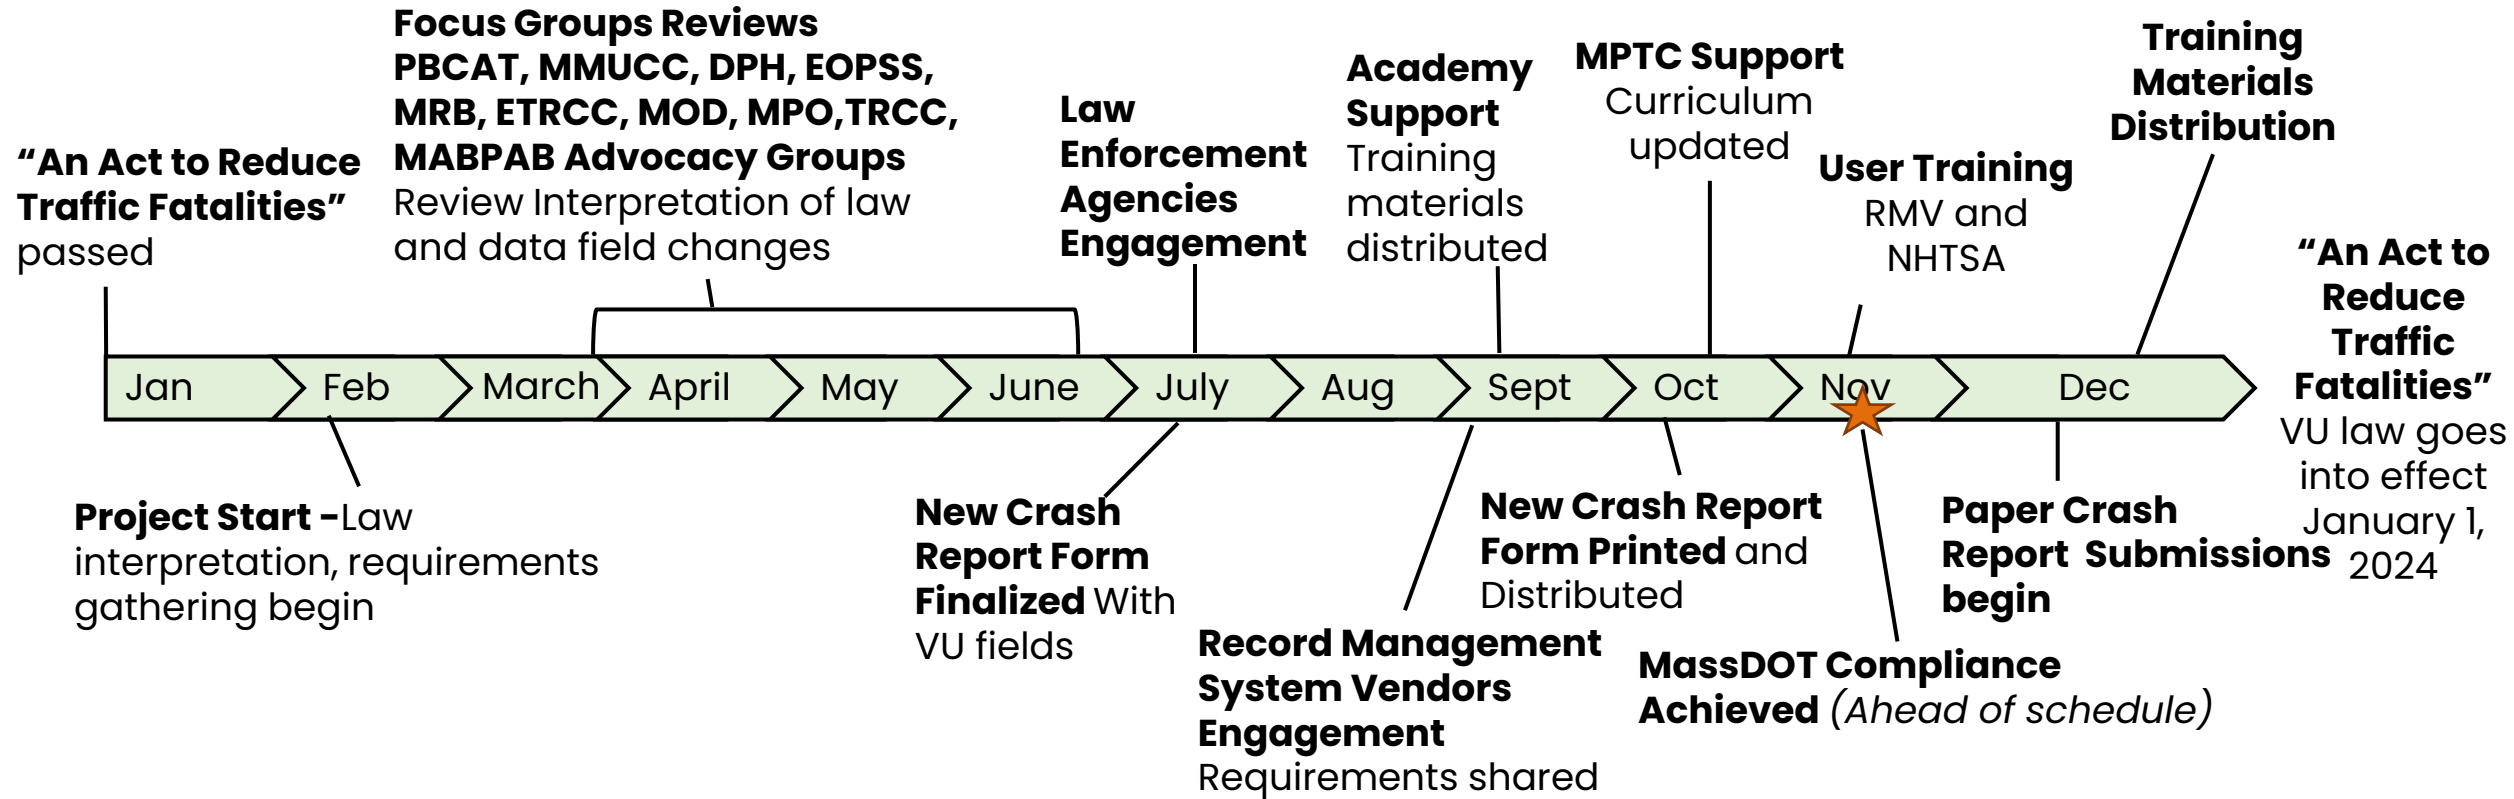 Focus Groups Reviews
PBCAT, MMUCC, DPH, EOPSS,
MRB, ETRCC, MOD, MPO,TRCC,
MABPAB Advocacy Groups
Review Interpretation of law
and data field changes
“An Act to Reduce
Traffic Fatalities”
passed
Law
Enforcement
Agencies
Engagement
Academy
Support
Training
materials
distributed
MPTC Support
Curriculum
updated
User Training
RMV and
NHTSA
Training
Materials
Distribution
“An Act to
Reduce
Traffic
Fatalities”
VU law goes
into effect
January 1,
2024
Jan
Feb
March
April
May
June
July
Aug
Sept
Oct
Nov
Dec
Project Start –Law
interpretation, requirements
gathering begin
New Crash
Report Form
Finalized With
VU fields
Record Management
System Vendors
Engagement
Requirements shared
New Crash Report
Form Printed and
Distributed
MassDOT Compliance
Achieved (Ahead of schedule)
Paper Crash
Report  Submissions
begin